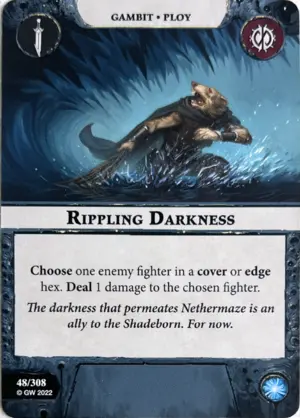 GAMBIT • PLOY
RIPPLING DARKNESS
Choose one enemy fighter in a cover or edge
hex. Deal 1 damage to the chosen fighter.
The darkness that permeates Nethermaze is an
ally to the Shadeborn. For now.
48/308
© GW 2022